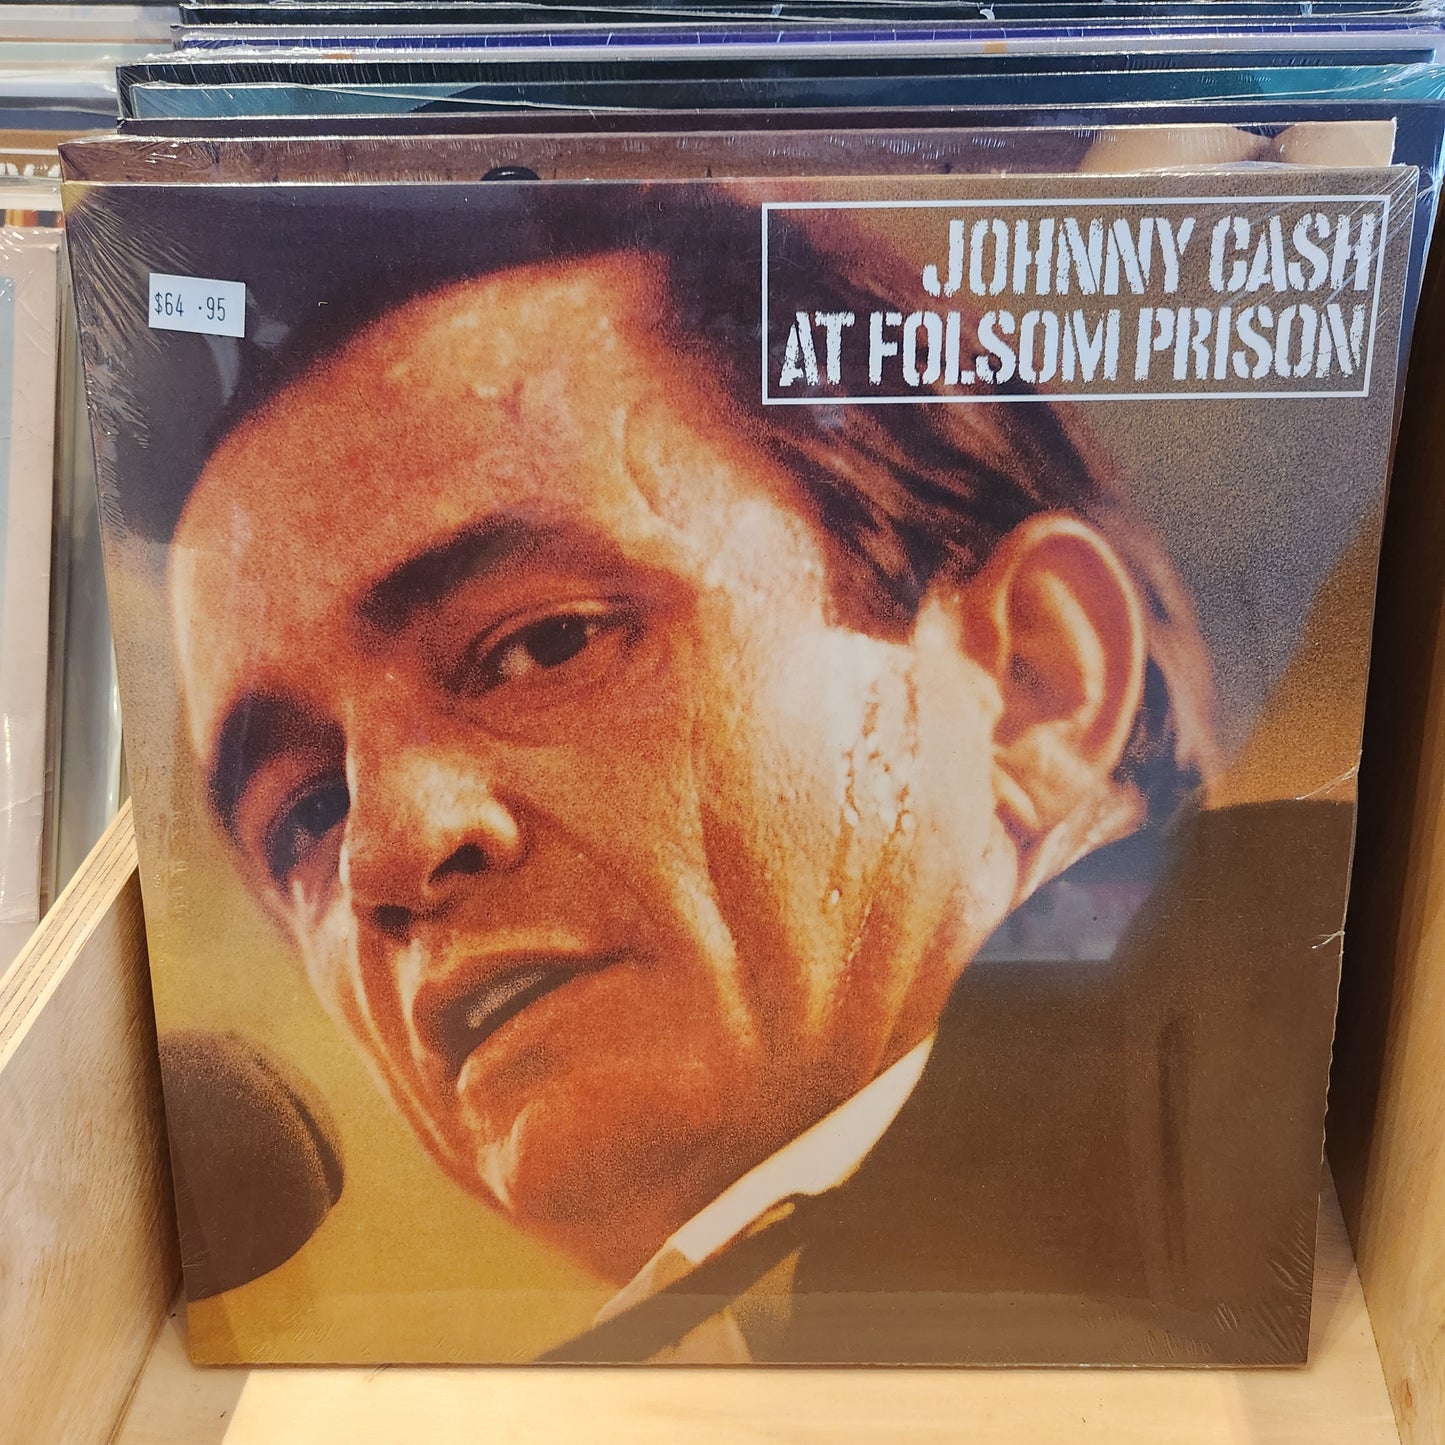 JOHNNY CASH
AT FOLSOM PRISON
$64 .95